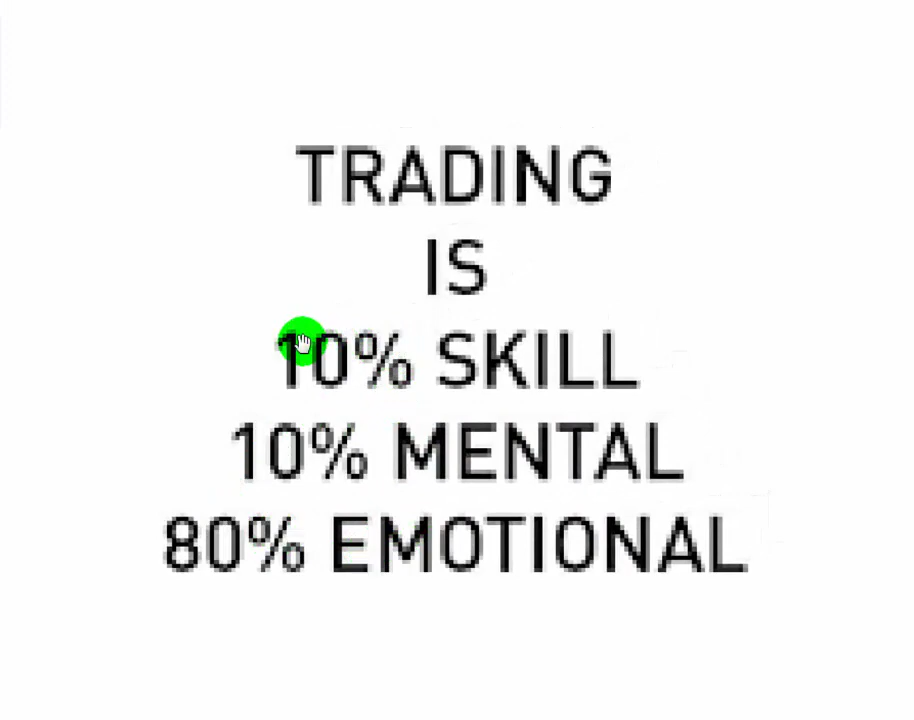 TRADING
IS
10% SKILL
10% MENTAL
80% EMOTIONAL